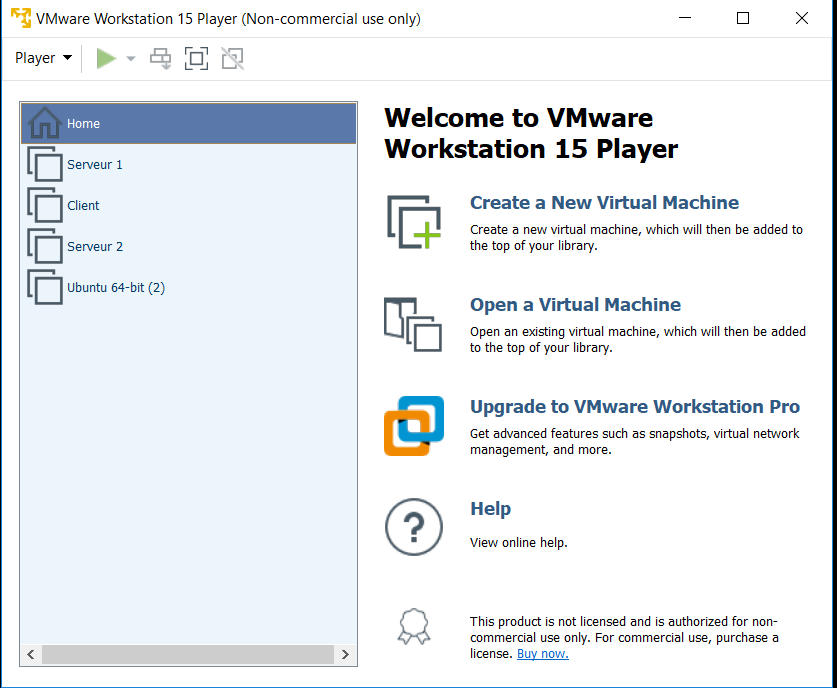 VMware Workstation 15 Player (Non-commercial use only)
Player
Home
Serveur 1
Client
Serveur 2
Ubuntu 64-bit (2)
Welcome to VMware
Workstation 15 Player
Create a New Virtual Machine
Create a new virtual machine, which will then be added to
the top of your library.
Open a Virtual Machine
Open an existing virtual machine, which will then be added
to the top of your library.
Upgrade to VMware Workstation Pro
Get advanced features such as snapshots, virtual network
management, and more.
Help
View online help.
This product is not licensed and is authorized for non-
commercial use only. For commercial use, purchase a
license. Buy now.